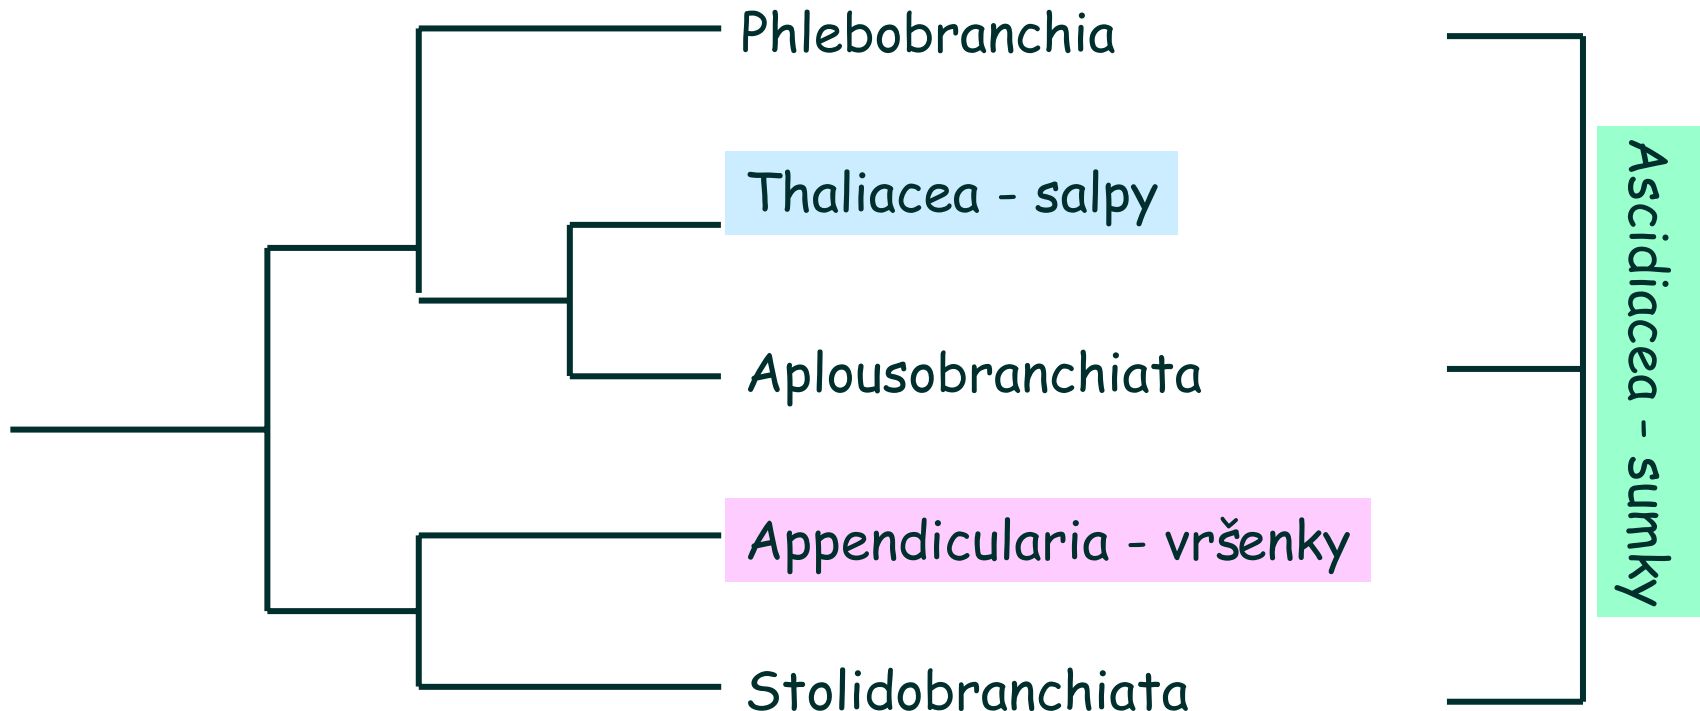 Phlebobranchia
Thaliacea - salpy
Aplousobranchiata
Appendicularia - vršenky
Stolidobranchiata
Ascidiacea - sumky